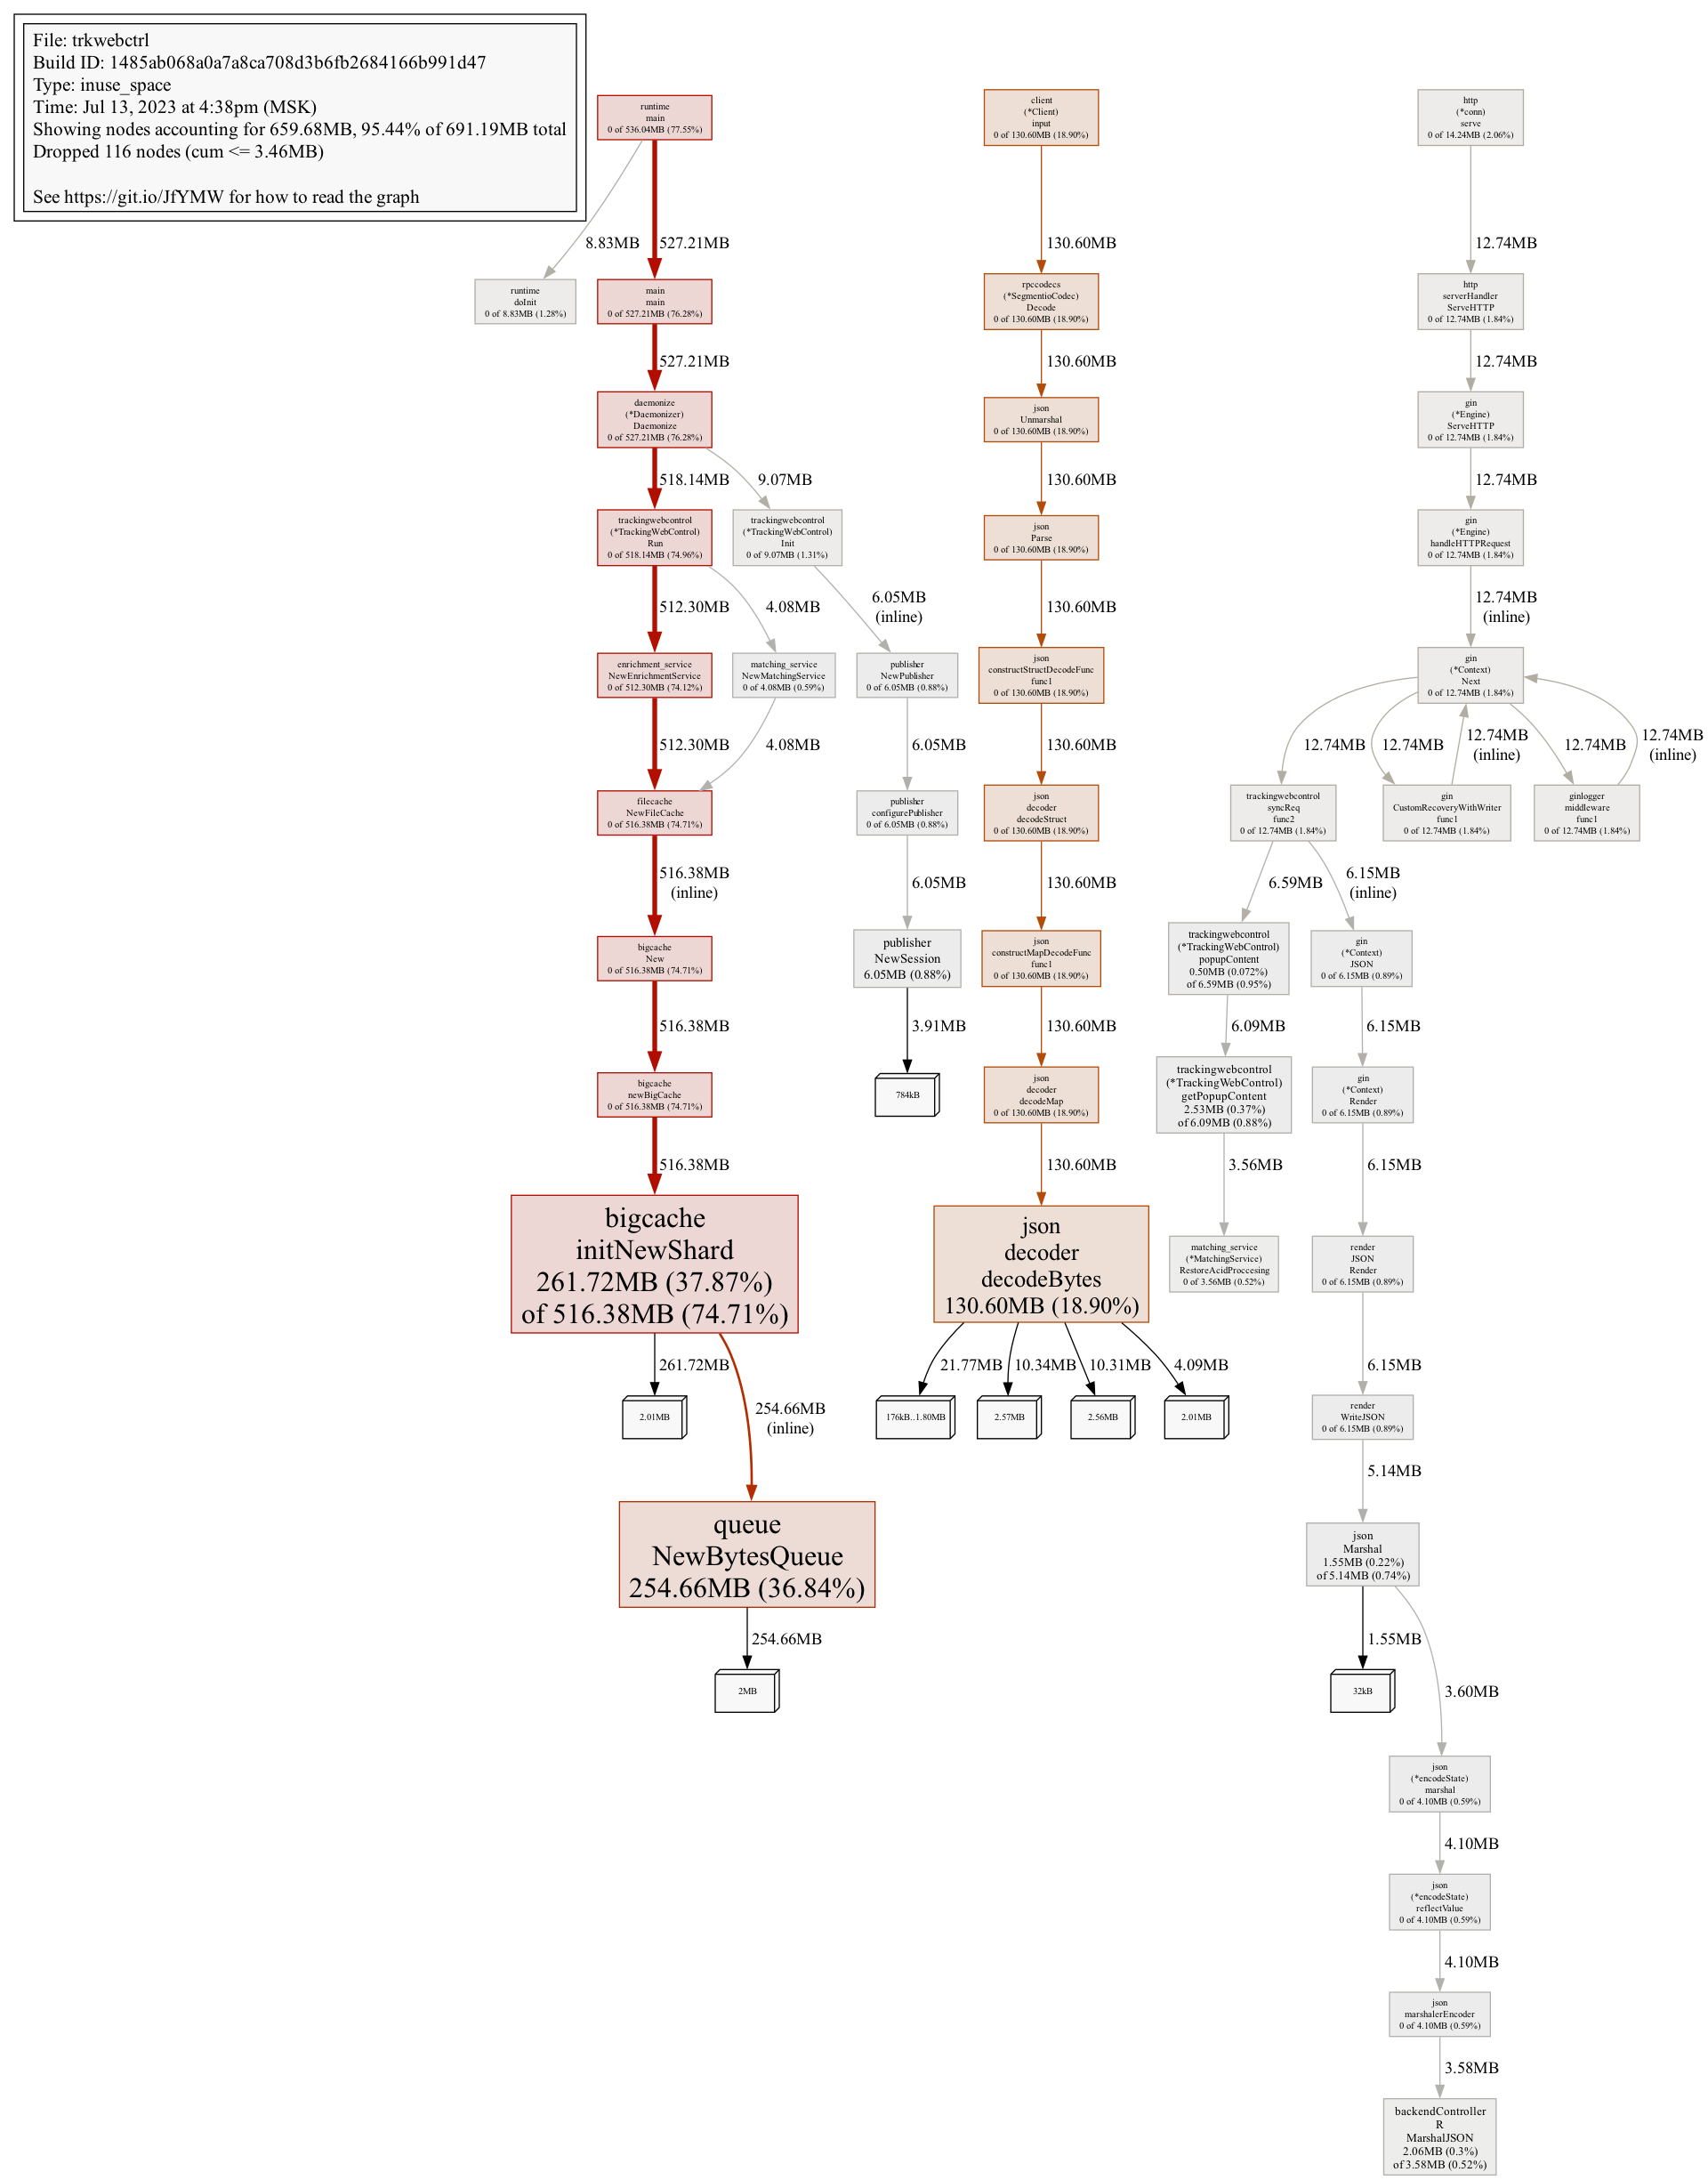 File: trkwebctrl
Build ID: 1485ab068a0a7a8ca708d3b6fb2684166b991d47
Type: inuse_space
Time: Jul 13, 2023 at 4:38pm (MSK)
Showing nodes accounting for 659.68MB, 95.44% of 691.19MB total
Dropped 116 nodes (cum <= 3.46MB)
See https://git.io/JfYMW for how to read the graph
runtime
main
0 of 536.04MB (77.55%)
8.83MB
527.21MB
runtime
doInit
0 of 8.83MB (1.28%)
main
main
0 of 527.21MB (76.28%)
527.21MB
daemonize
(*Daemonizer)
Daemonize
0 of 527.21MB (76.28%)
518.14MB
9.07MB
trackingwebcontrol
(*TrackingWebControl)
Run
0 of 518.14MB (74.96%)
trackingwebcontrol
(*TrackingWebControl)
Init
0 of 9.07MB (1.31%)
512.30MB
4.08MB
6.05MB
(inline)
enrichment_service
NewEnrichmentService
0 of 512.30MB (74.12%)
matching_service
NewMatchingService
0 of 4.08MB (0.59%)
publisher
NewPublisher
0 of 6.05MB (0.88%)
512.30MB
4.08MB
6.05MB
filecache
NewFileCache
0 of 516.38MB (74.71%)
publisher
configurePublisher
0 of 6.05MB (0.88%)
516.38MB
(inline)
6.05MB
bigcache
New
0 of 516.38MB (74.71%)
publisher
NewSession
6.05MB (0.88%)
516.38MB
3.91MB
bigcache
newBigCache
0 of 516.38MB (74.71%)
784kB
516.38MB
bigcache
initNewShard
261.72MB (37.87%)
of 516.38MB (74.71%)
261.72MB
254.66MB
(inline)
2.01MB
queue
NewBytesQueue
254.66MB (36.84%)
254.66MB
2MB
client
(*Client)
input
0 of 130.60MB (18.90%)
130.60MB
rpccodecs
(*SegmentioCodec)
Decode
0 of 130.60MB (18.90%)
130.60MB
json
Unmarshal
0 of 130.60MB (18.90%)
130.60MB
json
Parse
0 of 130.60MB (18.90%)
130.60MB
json
constructStructDecodeFunc
func1
0 of 130.60MB (18.90%)
130.60MB
json
decoder
decodeStruct
0 of 130.60MB (18.90%)
130.60MB
json
constructMapDecodeFunc
func1
0 of 130.60MB (18.90%)
130.60MB
json
decoder
decodeMap
0 of 130.60MB (18.90%)
130.60MB
json
decoder
decodeBytes
130.60MB (18.90%)
21.77MB
10.34MB
10.31MB
4.09MB
176kB..1.80MB
2.57MB
2.56MB
2.01MB
http
(*conn)
serve
0 of 14.24MB (2.06%)
12.74MB
http
serverHandler
ServeHTTP
0 of 12.74MB (1.84%)
12.74MB
gin
(*Engine)
ServeHTTP
0 of 12.74MB (1.84%)
12.74MB
gin
(*Engine)
handleHTTPRequest
0 of 12.74MB (1.84%)
12.74MB
(inline)
gin
(*Context)
Next
0 of 12.74MB (1.84%)
12.74MB
12.74MB
12.74MB
(inline)
12.74MB
12.74MB
(inline)
trackingwebcontrol
syncReq
func2
0 of 12.74MB (1.84%)
gin
CustomRecoveryWithWriter
func1
0 of 12.74MB (1.84%)
ginlogger
middleware
func1
0 of 12.74MB (1.84%)
6.59MB
6.15MB
(inline)
trackingwebcontrol
(*TrackingWebControl)
popupContent
0.50MB (0.072%)
of 6.59MB (0.95%)
gin
(*Context)
JSON
0 of 6.15MB (0.89%)
6.09MB
6.15MB
trackingwebcontrol
(*TrackingWebControl)
getPopupContent
2.53MB (0.37%)
of 6.09MB (0.88%)
gin
(*Context)
Render
0 of 6.15MB (0.89%)
3.56MB
6.15MB
matching_service
(*MatchingService)
RestoreAcidProccesing
0 of 3.56MB (0.52%)
render
JSON
Render
0 of 6.15MB (0.89%)
6.15MB
render
WriteJSON
0 of 6.15MB (0.89%)
5.14MB
json
Marshal
1.55MB (0.22%)
of 5.14MB (0.74%)
1.55MB
3.60MB
32kB
json
(*encodeState)
marshal
0 of 4.10MB (0.59%)
4.10MB
json
(*encodeState)
reflectValue
0 of 4.10MB (0.59%)
4.10MB
json
marshalerEncoder
0 of 4.10MB (0.59%)
3.58MB
backendController
R
MarshalJSON
2.06MB (0.3%)
of 3.58MB (0.52%)